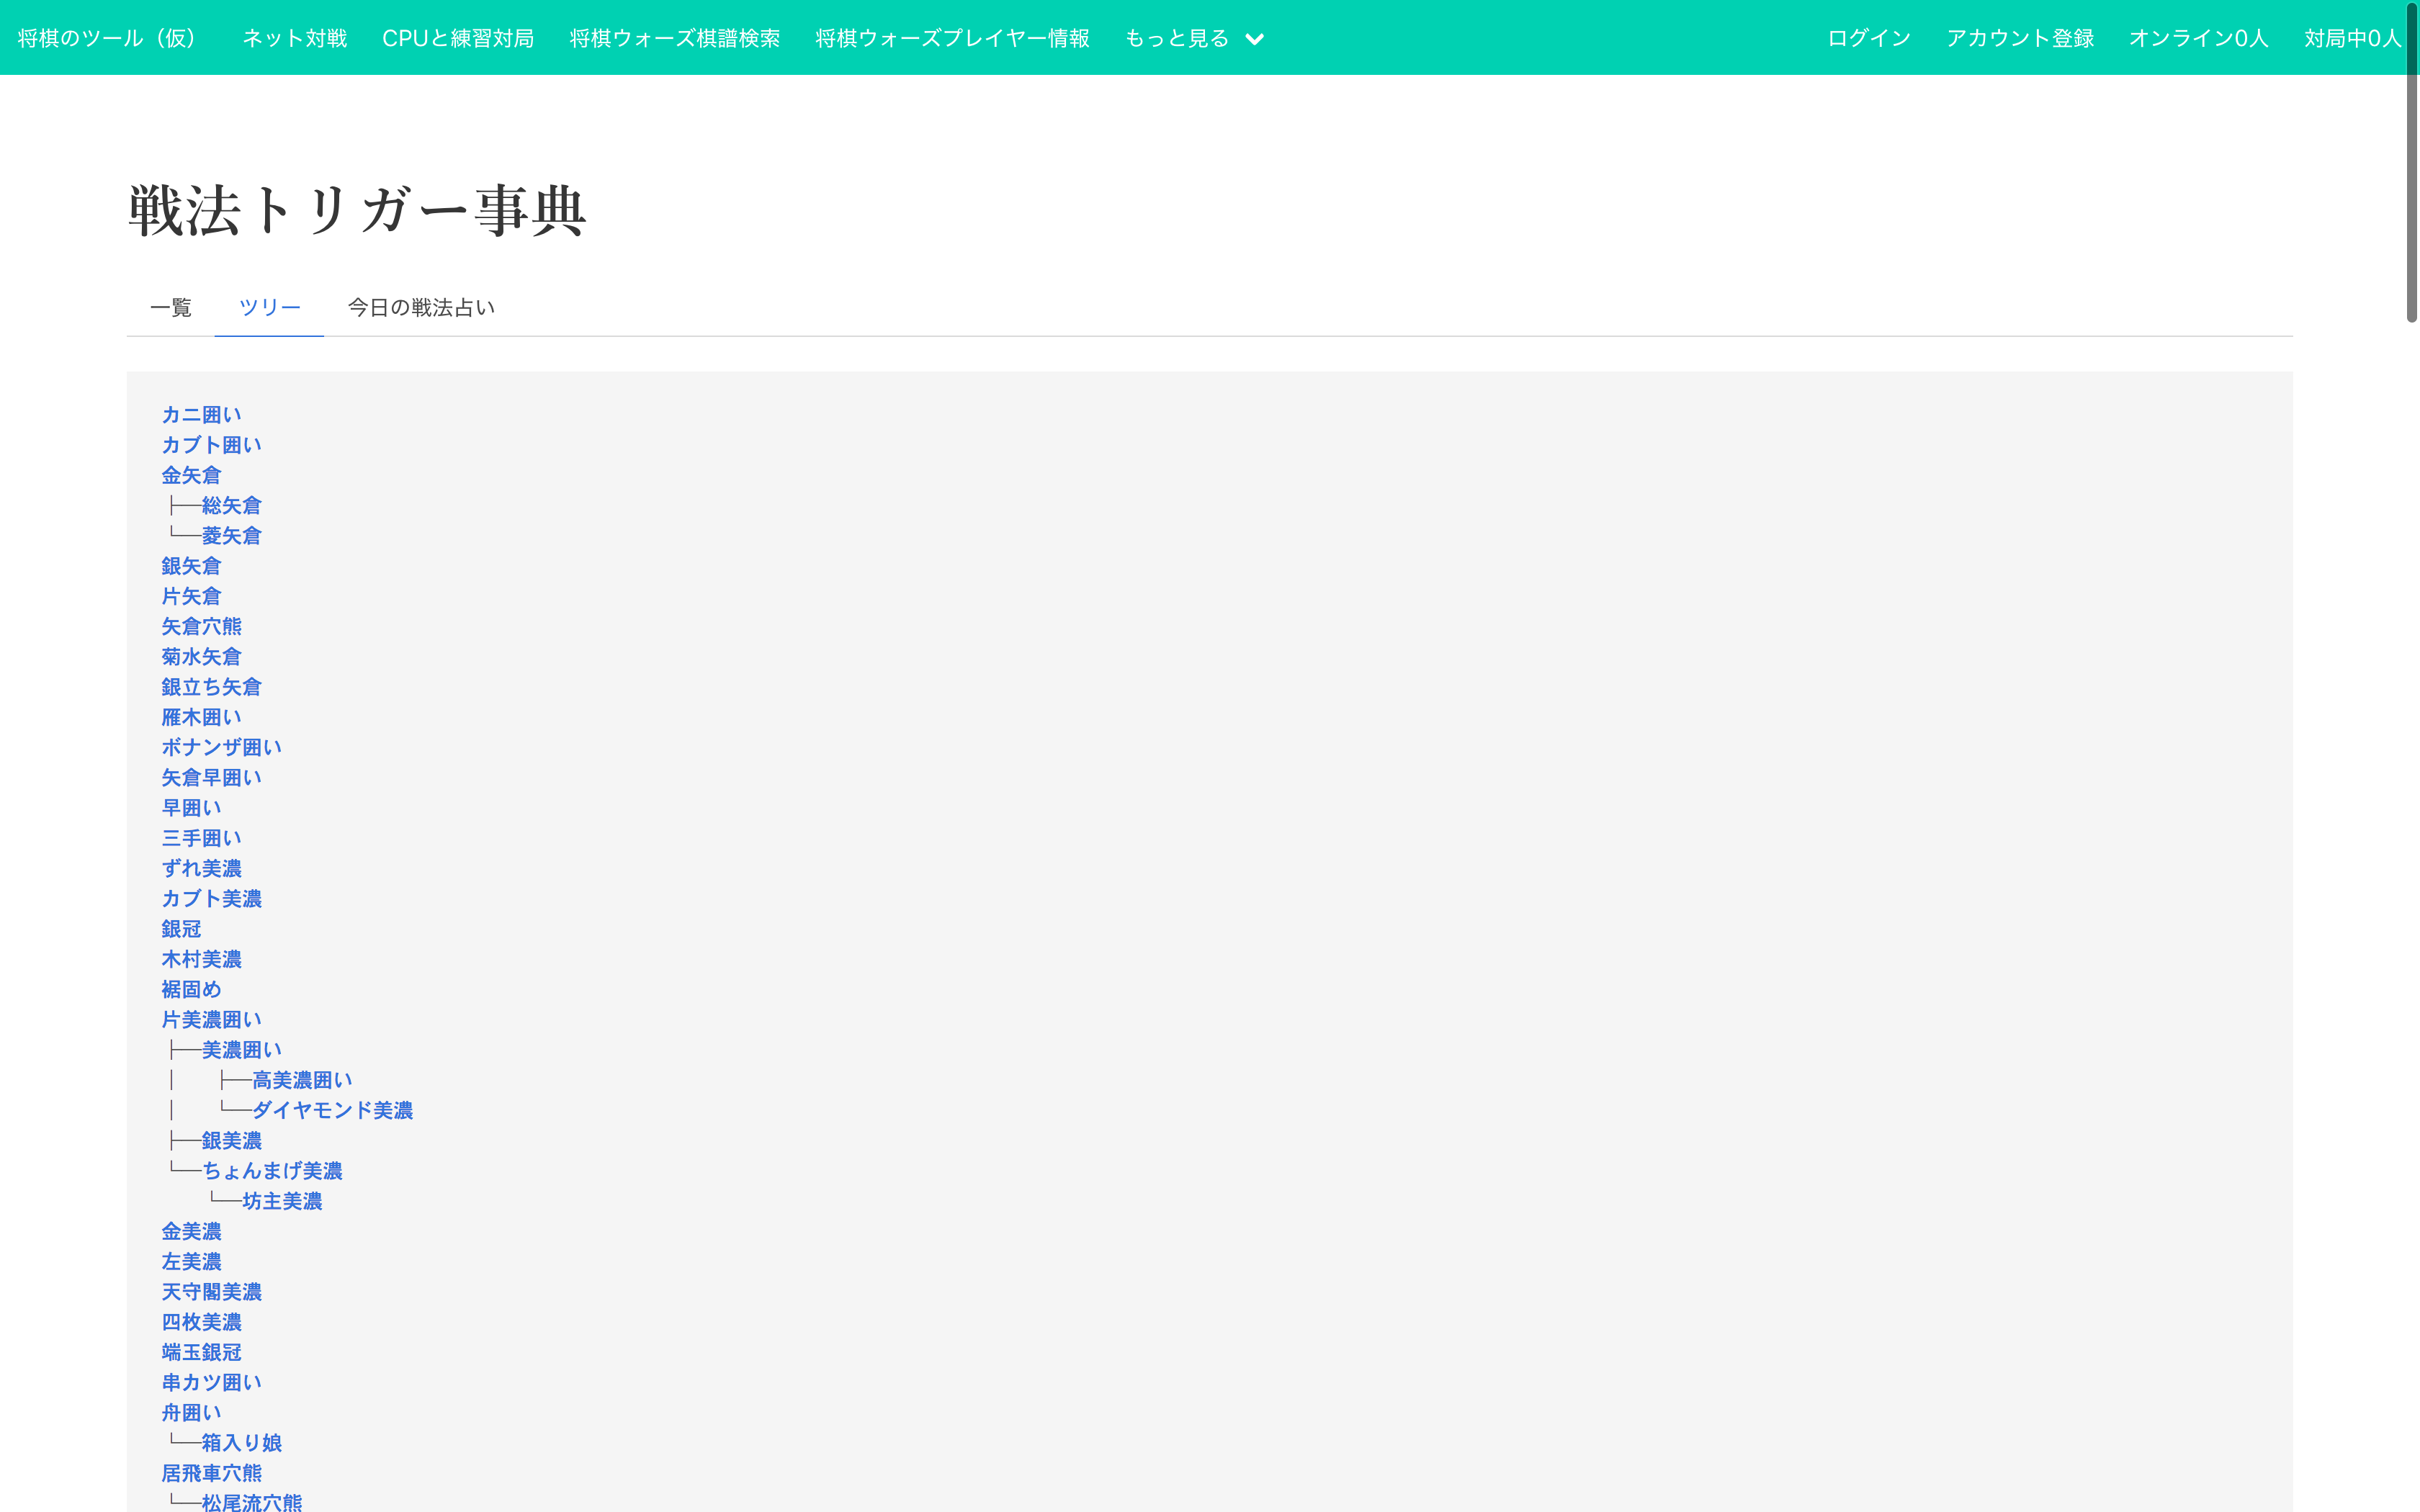 将棋のツール（仮） ネット対戦 CPUと練習対局 将棋ウォーズ棋譜検索 将棋ウォーズプレイヤー情報 もっと見る ログイン アカウント登録 オンライン0人 対局中0人
戦法トリガー事典
一覧 ツリー 今日の戦法占い
カニ囲い
カブト囲い
金矢倉
├──総矢倉
└──菱矢倉
銀矢倉
片矢倉
矢倉穴熊
菊水矢倉
銀立ち矢倉
雁木囲い
ボナンザ囲い
矢倉早囲い
早囲い
三手囲い
ずれ美濃
カブト美濃
銀冠
木村美濃
裾固め
片美濃囲い
├──美濃囲い
│   ├──高美濃囲い
│   └──ダイヤモンド美濃
├──銀美濃
└──ちょんまげ美濃
    └──坊主美濃
金美濃
左美濃
天守閣美濃
四枚美濃
端玉銀冠
串カツ囲い
舟囲い
└──箱入り娘
居飛車穴熊
└──松尾流穴熊